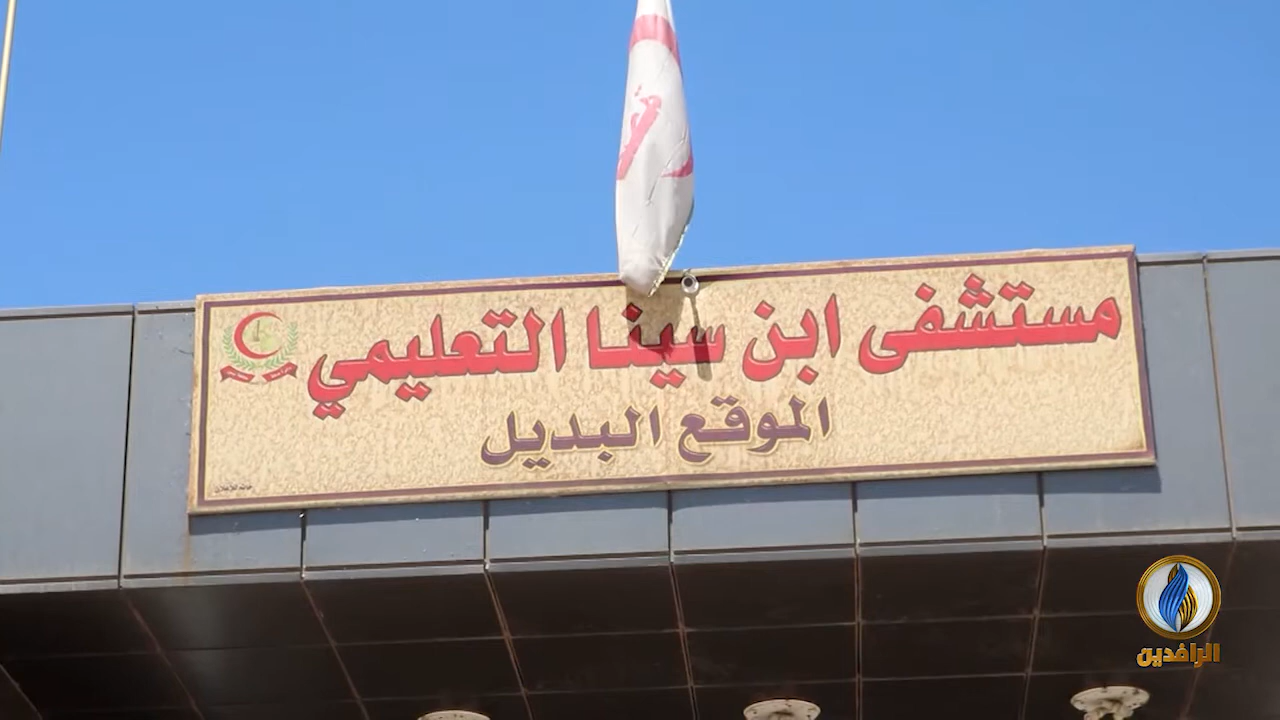 مستشفى ابن سينا التعليمي
الموقع البديل
الرافدين